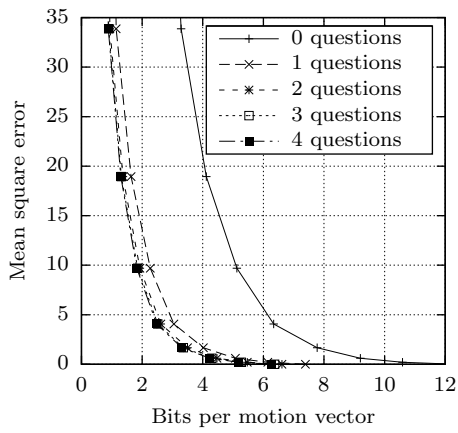 35
30
25
20
15
10
5
0
Mean square error
0 questions
1 questions
2 questions
3 questions
4 questions
0 2 4 6 8 10 12
Bits per motion vector